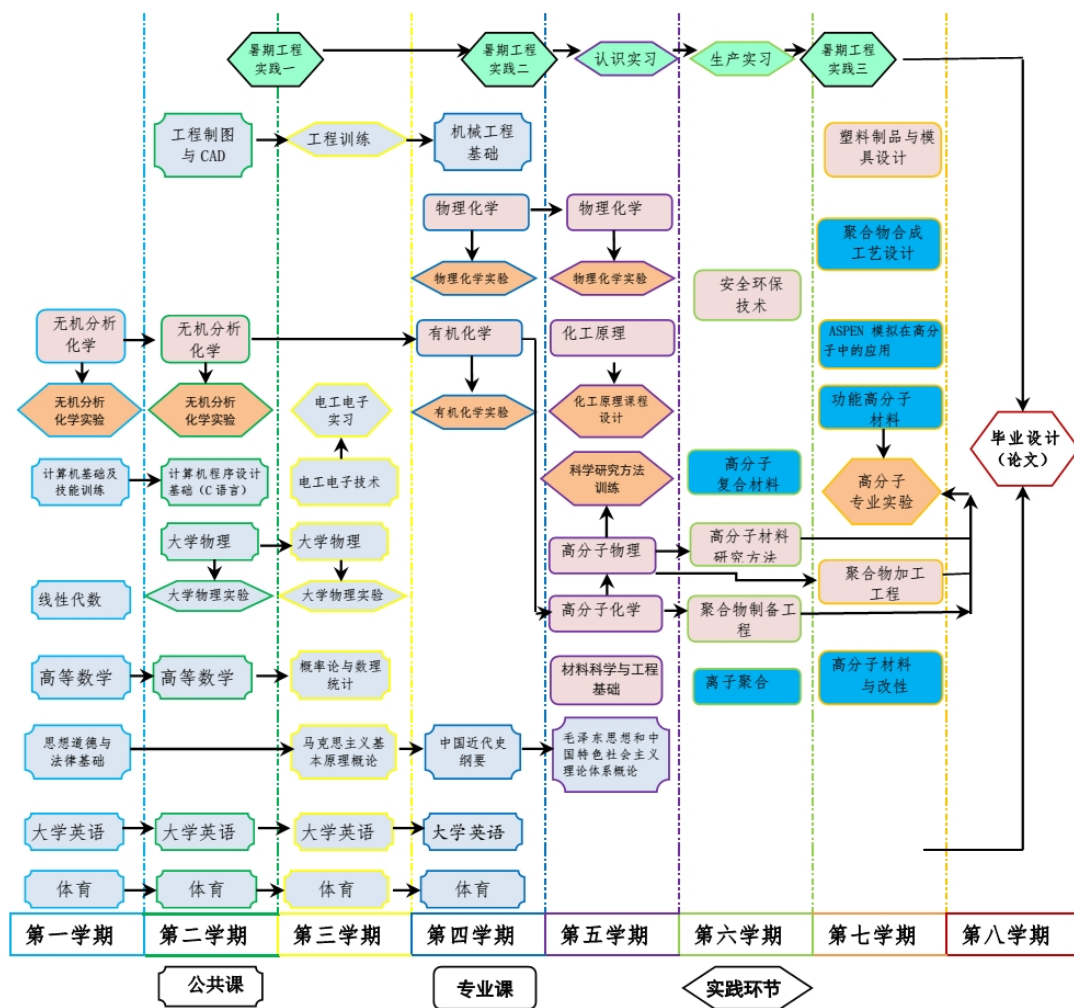 暑期工程
实践一
暑期工程
实践二
认识实习
生产实习
暑期工程
实践三
工程制图
与 CAD
工程训练
机械工程
基础
塑料制品与模
具设计
物理化学
物理化学
聚合物合成
工艺设计
物理化学实验
物理化学实验
安全环保
技术
无机分析
化学
无机分析
化学
有机化学
化工原理
ASPEN 模拟在高分
子中的应用
无机分析
化学实验
无机分析
化学实验
电工电子
实习
有机化学实验
化工原理课程
设计
功能高分子
材料
毕业设计
（论文）
计算机基础及
技能训练
计算机程序设计
基础（C 语言）
电工电子技术
科学研究方法
训练
高分子
复合材料
高分子
专业实验
大学物理
大学物理
高分子物理
高分子材料
研究方法
线性代数
大学物理实验
大学物理实验
高分子化学
聚合物制备工
程
聚合物加工
工程
高等数学
高等数学
概率论与数理
统计
材料科学与工程
基础
离子聚合
高分子材料
与改性
思想道德与
法律基础
马克思主义基
本原理概论
中国近代史
纲要
毛泽东思想和中
国特色社会主义
理论体系概论
大学英语
大学英语
大学英语
大学英语
体育
体育
体育
体育
第一学期
第二学期
第三学期
第四学期
第五学期
第六学期
第七学期
第八学期
公共课
专业课
实践环节